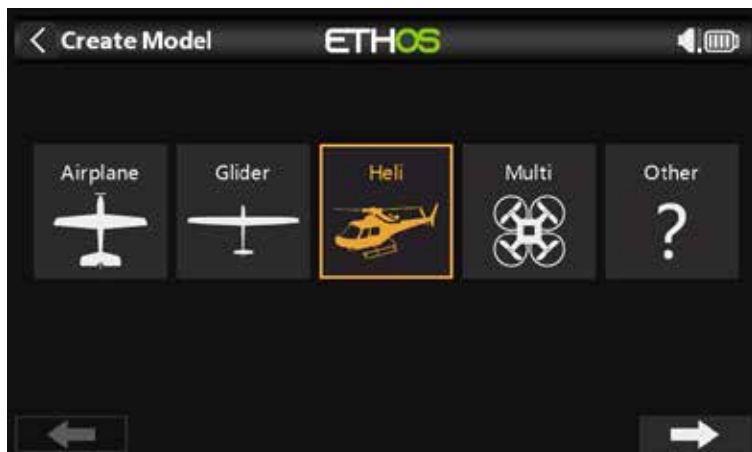 Create Model
ETHOS
Airplane
Glider
Heli
Multi
Other
?